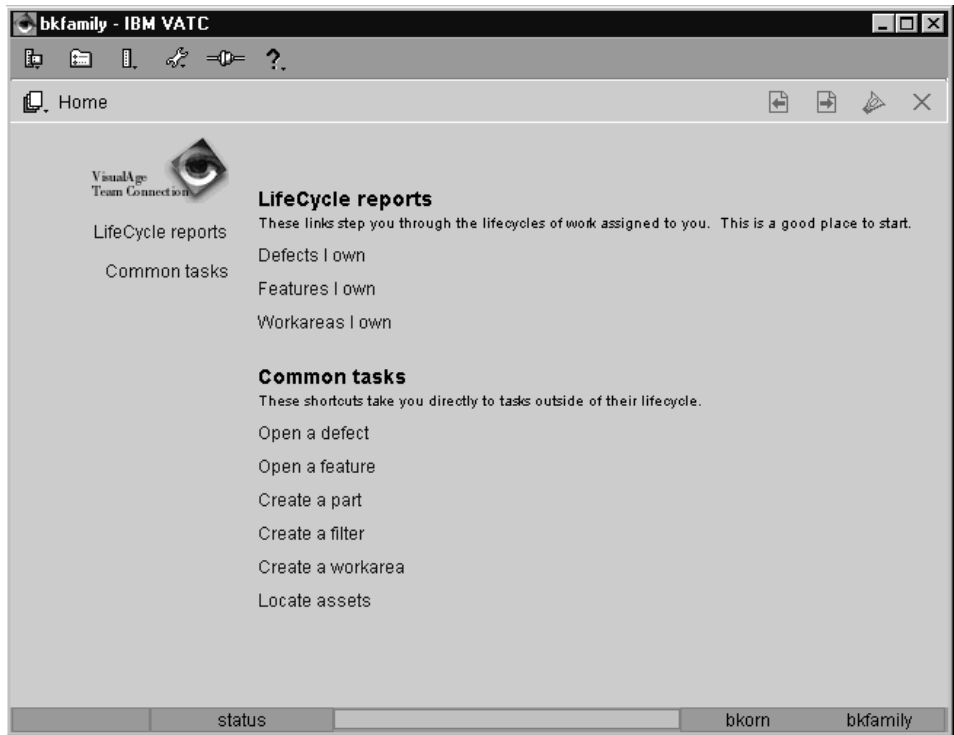 bkfamily - IBM VATC
Home
VisualAge
Team Connection
LifeCycle reports
Common tasks
LifeCycle reports
These links step you through the lifecycles of work assigned to you. This is a good place to start.
Defects I own
Features I own
Workareas I own
Common tasks
These shortcuts take you directly to tasks outside of their lifecycle.
Open a defect
Open a feature
Create a part
Create a filter
Create a workarea
Locate assets
status bkorn bkfamily